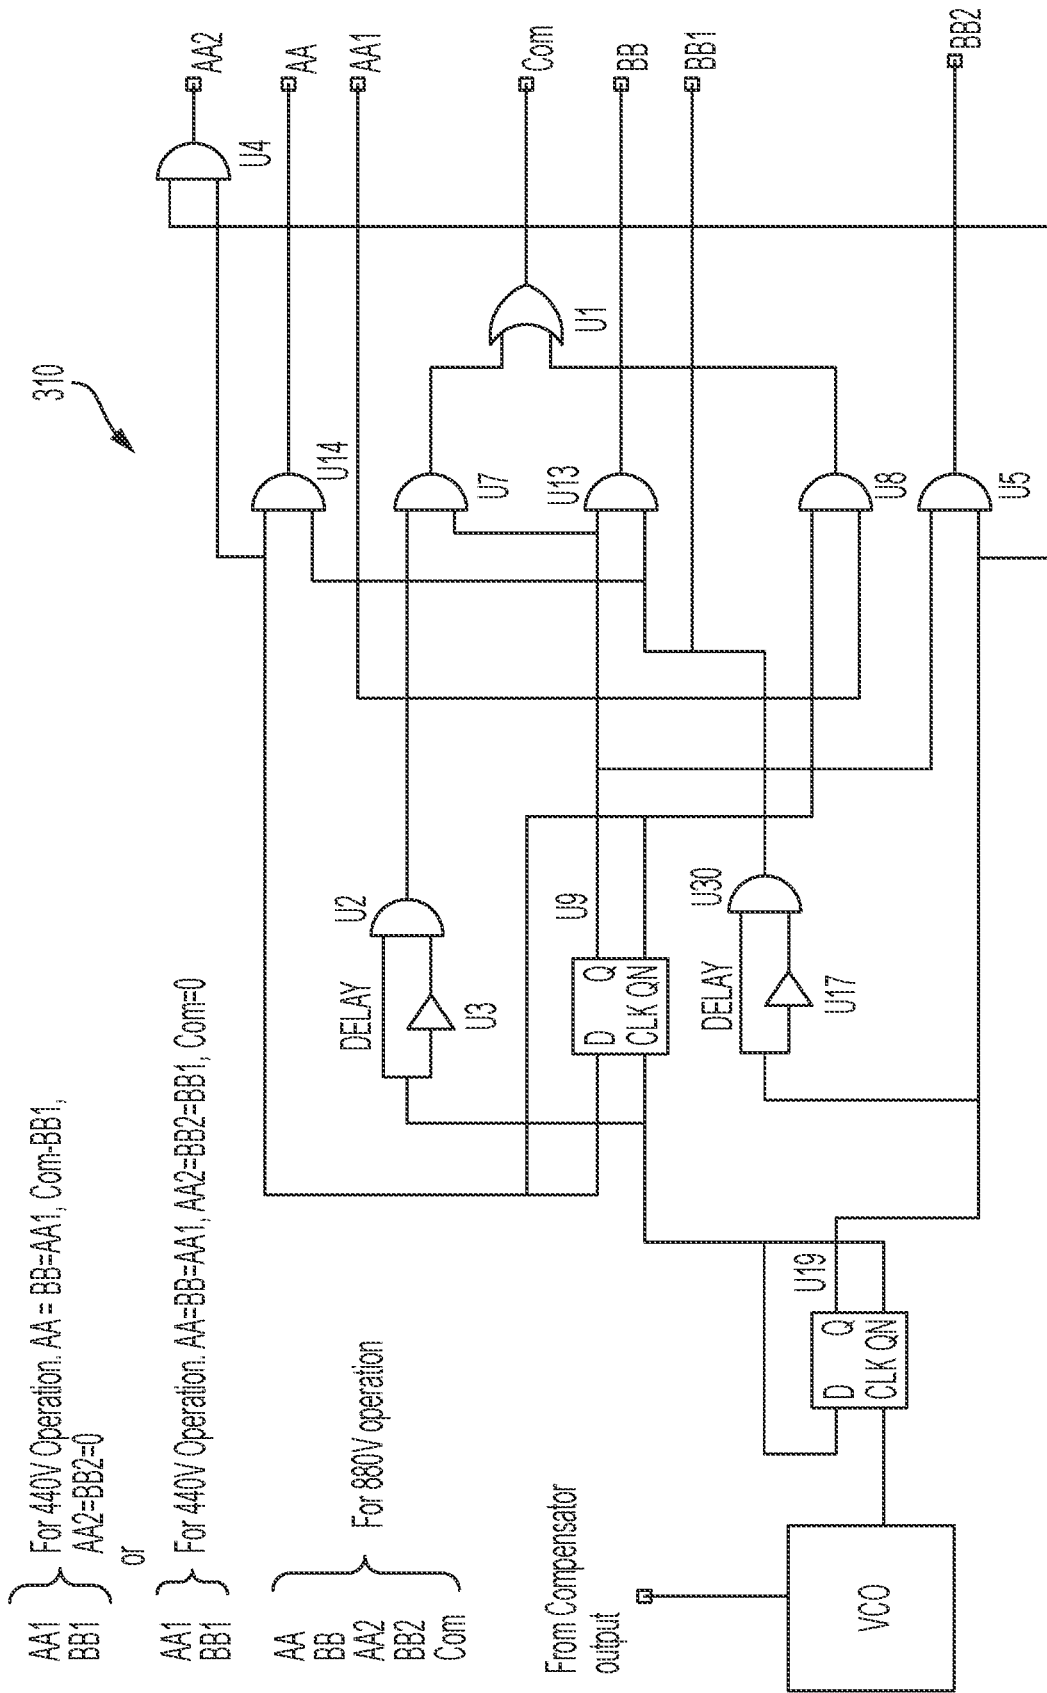 310
AA1
BB1
For 440V Operation. AA = BB=AA1, Com-BB1,
AA2=BB2=0
or
AA1
BB1
For 440V Operation. AA=BB=AA1, AA2=BB2=BB1, Com=0
AA
BB
AA2
BB2
Com
For 880V operation
From Compensator
output
VCO
D Q
CLK QN
U19
DELAY
U3
U2
D Q
CLK QN
U9
DELAY
U17
U30
U14
U7
U13
U8
U5
U1
U4
AA2
AA
AA1
Com
BB
BB1
BB2